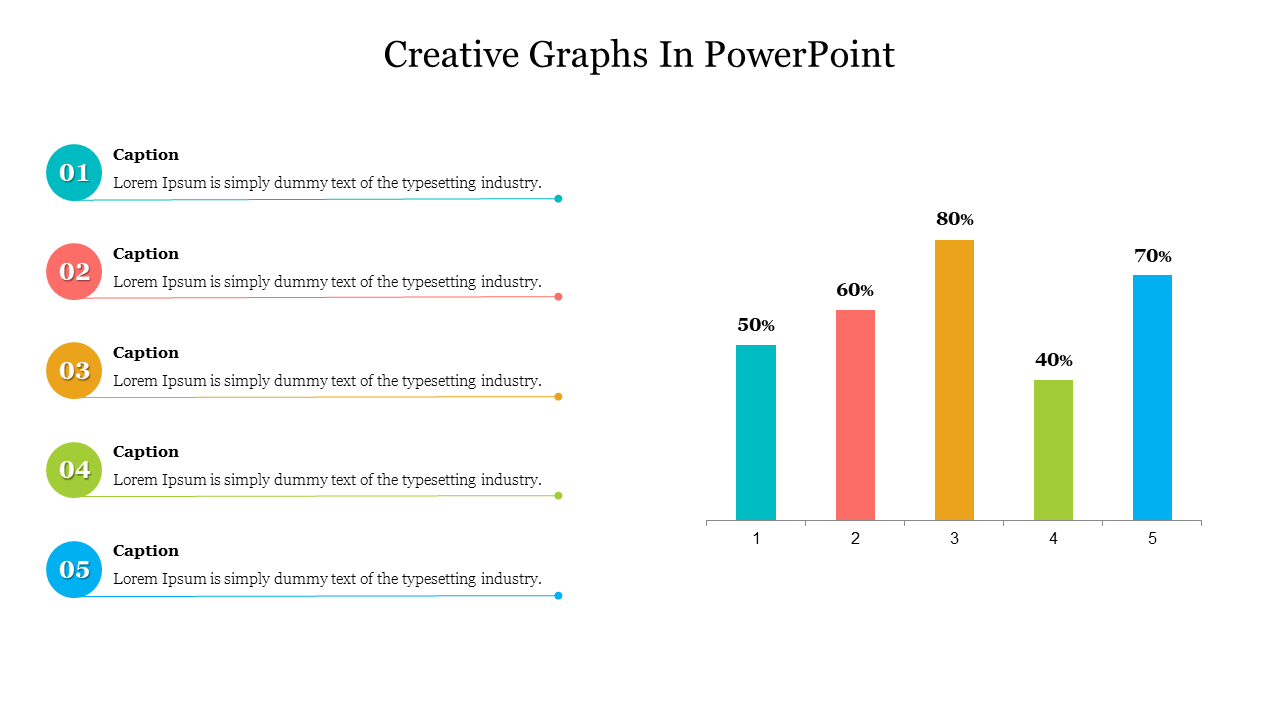 Creative Graphs In PowerPoint
01
Caption
Lorem Ipsum is simply dummy text of the typesetting industry.
02
Caption
Lorem Ipsum is simply dummy text of the typesetting industry.
03
Caption
Lorem Ipsum is simply dummy text of the typesetting industry.
04
Caption
Lorem Ipsum is simply dummy text of the typesetting industry.
05
Caption
Lorem Ipsum is simply dummy text of the typesetting industry.
50%
60%
80%
40%
70%
1 2 3 4 5